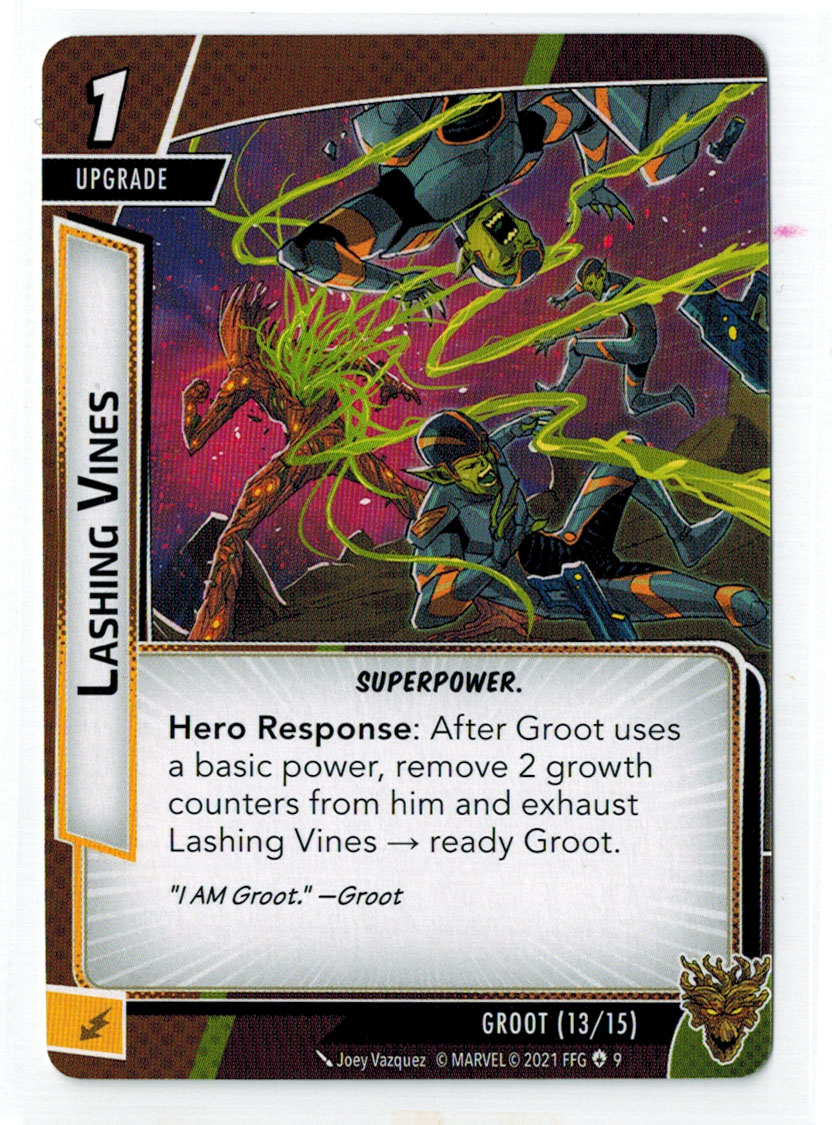 1
UPGRADE
LASHING VINES
SUPERPOWER.
Hero Response: After Groot uses
a basic power, remove 2 growth
counters from him and exhaust
Lashing Vines → ready Groot.
"I AM Groot." —Groot
GROOT (13/15)
Joey Vazquez © MARVEL © 2021 FFG 9